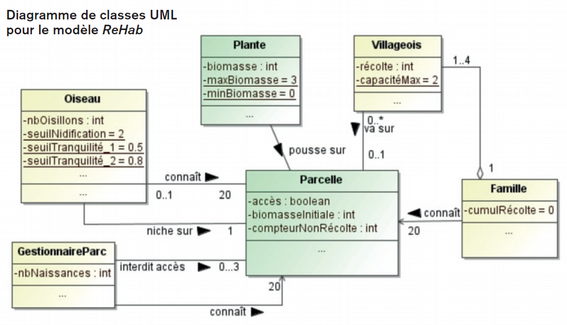 Diagramme de classes UML
pour le modèle ReHab
Plante
-biomasse : int
-maxBiomasse = 3
-minBiomasse = 0
...
Villageois
-récolte : int
-capacitéMax = 2
...
1..4
Oiseau
-nbOisillons : int
-seuilNidification = 2
-seuilTranquilité_1 = 0.5
-seuilTranquilité_2 = 0.8
...
...
0..*
va sur
0..1
pousse sur
connaît
0..1
20
niche sur
1
Parcelle
-accès : boolean
-biomasseInitiale : int
-compteurNonRécolte : int
...
1
Famille
-cumulRécolte = 0
...
connaît
20
GestionnaireParc
-nbNaissances : int
...
interdit accès
0...3
20
connaît